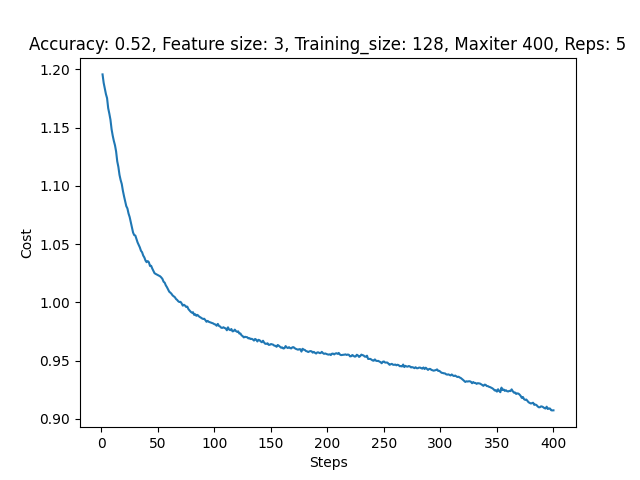 Accuracy: 0.52, Feature size: 3, Training_size: 128, Maxiter 400, Reps: 5
1.20
1.15
1.10
1.05
1.00
0.95
0.90
Cost
0 50 100 150 200 250 300 350 400
Steps